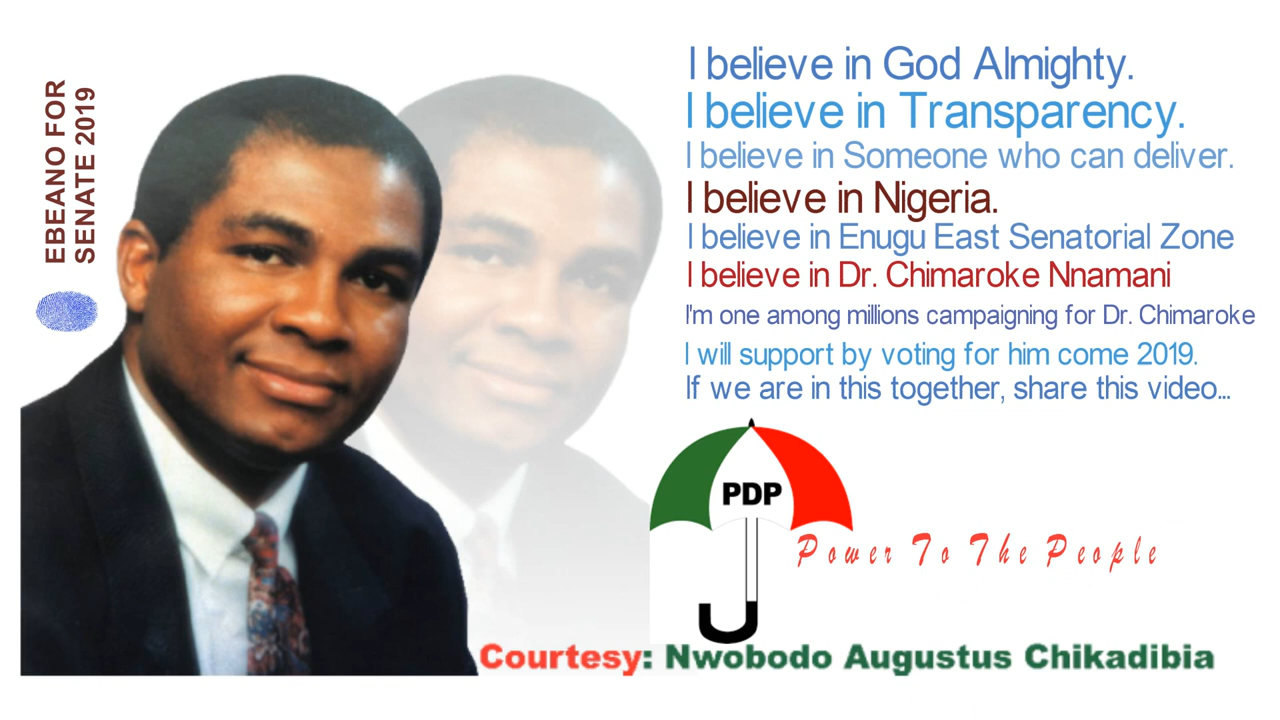 EBEANO FOR
SENATE 2019
I believe in God Almighty.
I believe in Transparency.
I believe in Someone who can deliver.
I believe in Nigeria.
I believe in Enugu East Senatorial Zone
I believe in Dr. Chimaroke Nnamani
I'm one among millions campaigning for Dr. Chimaroke
I will support by voting for him come 2019.
If we are in this together, share this video...
PDP
Power To The People
Courtesy: Nwobodo Augustus Chikadibia